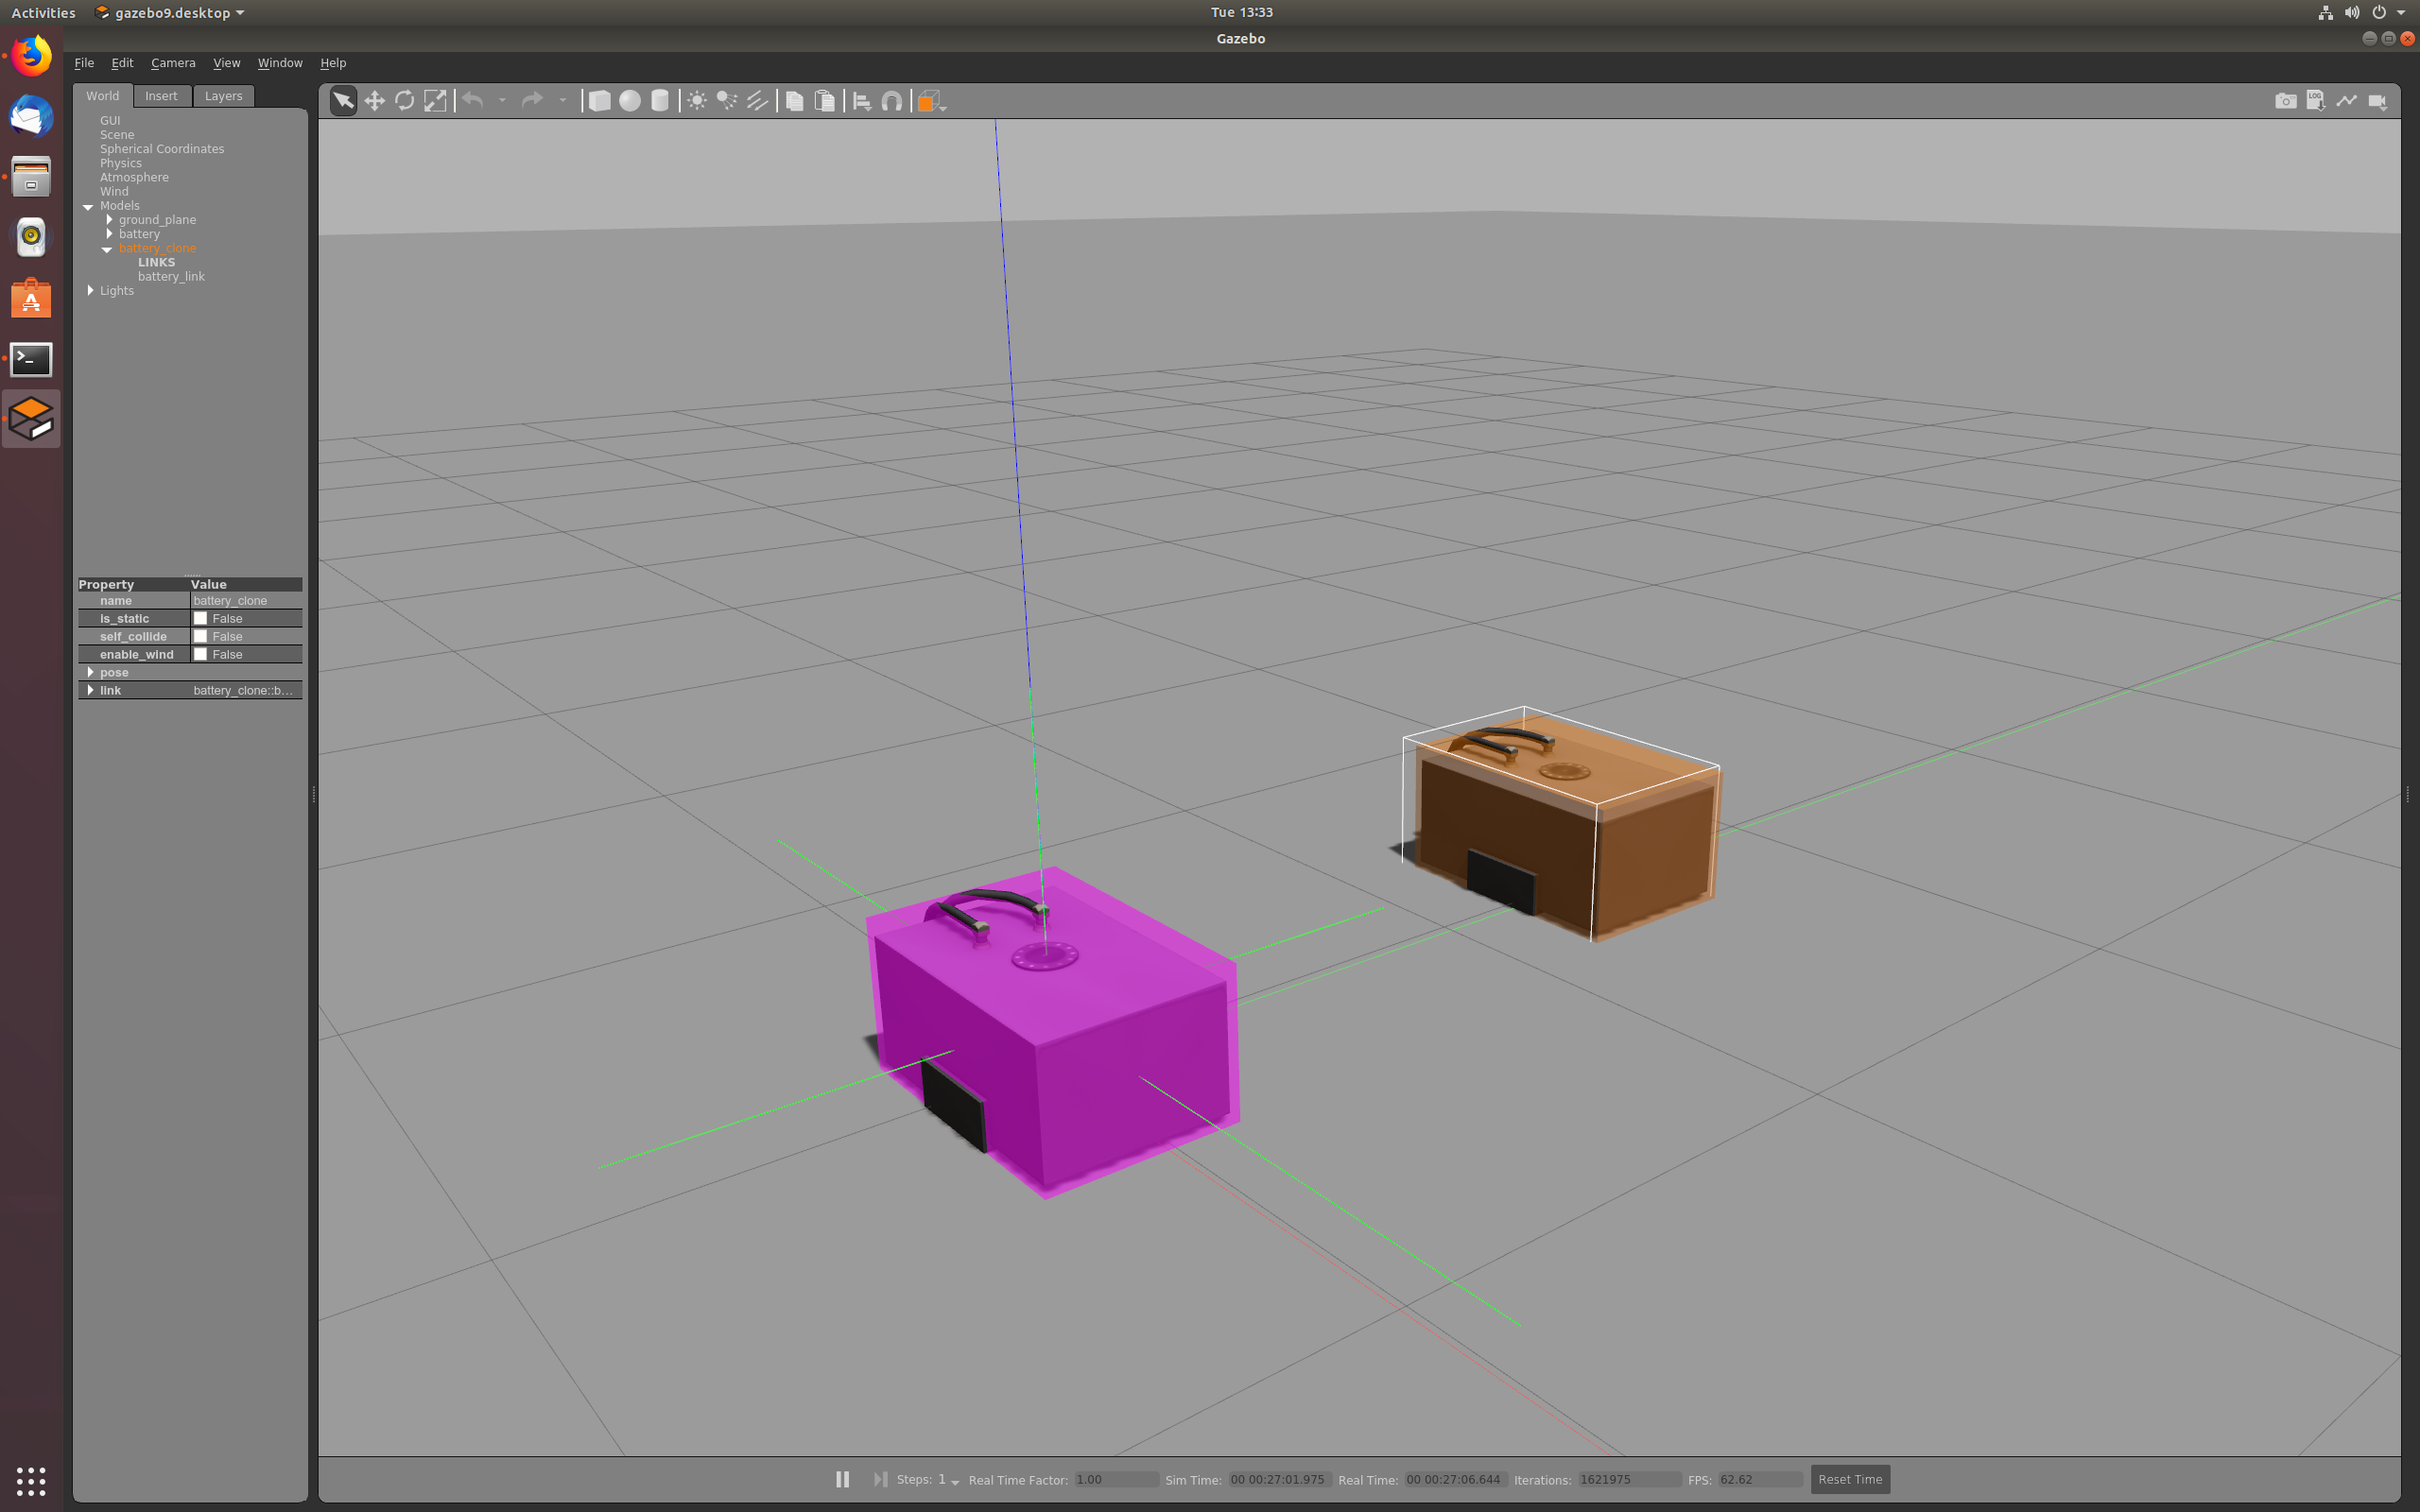 Activities gazebo9.desktop Tue 13:33
Gazebo
File Edit Camera View Window Help
World Insert Layers
GUI
Scene
Spherical Coordinates
Physics
Atmosphere
Wind
Models
ground_plane
battery
battery_clone
LINKS
battery_link
Lights
Property Value
name battery_clone
is_static False
self_collide False
enable_wind False
pose
link battery_clone::b...
Steps: 1 Real Time Factor: 1.00 Sim Time: 00 00:27:01.975 Real Time: 00 00:27:06.644 Iterations: 1621975 FPS: 62.62 Reset Time
LOG